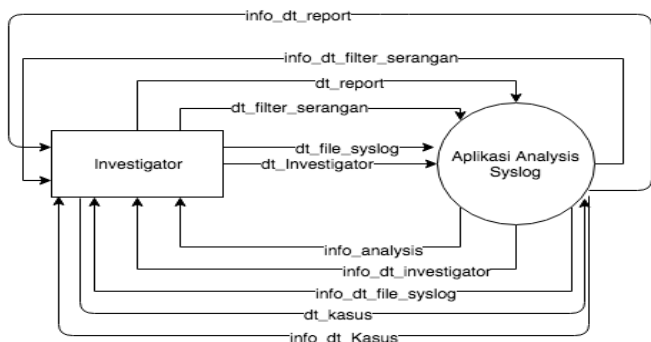 info_dt_report
info_dt_filter_serangan
dt_report
dt_filter_serangan
dt_file_syslog
Investigator
dt_Investigator
Aplikasi Analysis
Syslog
info_analysis
info_dt_investigator
info_dt_file_syslog
dt_kasus
info_dt_Kasus